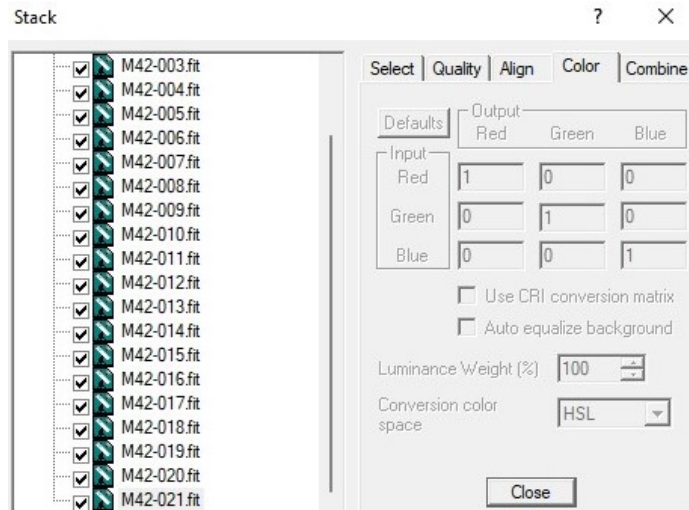 Stack ? ×
M42-003.fit
M42-004.fit
M42-005.fit
M42-006.fit
M42-007.fit
M42-008.fit
M42-009.fit
M42-010.fit
M42-011.fit
M42-012.fit
M42-013.fit
M42-014.fit
M42-015.fit
M42-016.fit
M42-017.fit
M42-018.fit
M42-019.fit
M42-020.fit
M42-021.fit
Select Quality Align Color Combine
Defaults
Output
Red Green Blue
Input
Red 1 0 0
Green 0 1 0
Blue 0 0 1
Use CRI conversion matrix
Auto equalize background
Luminance Weight (%) 100
Conversion color
space
HSL
Close